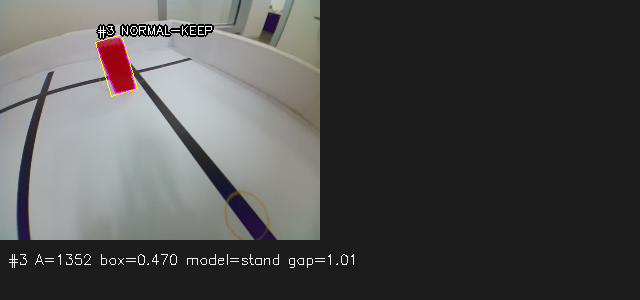 #3 NORMAL-KEEP
#3 A=1352 box=0.470 model=stand gap=1.01